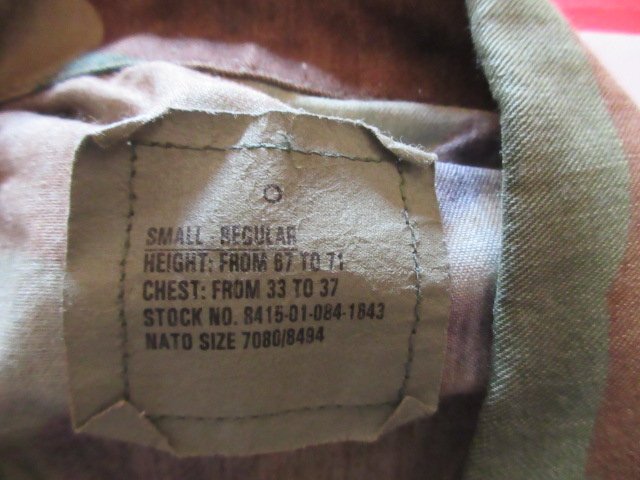 SMALL - REGULAR
HEIGHT: FROM 67 TO 71
CHEST: FROM 33 TO 37
STOCK NO. 8415-01-084-1643
NATO SIZE 7080/8494